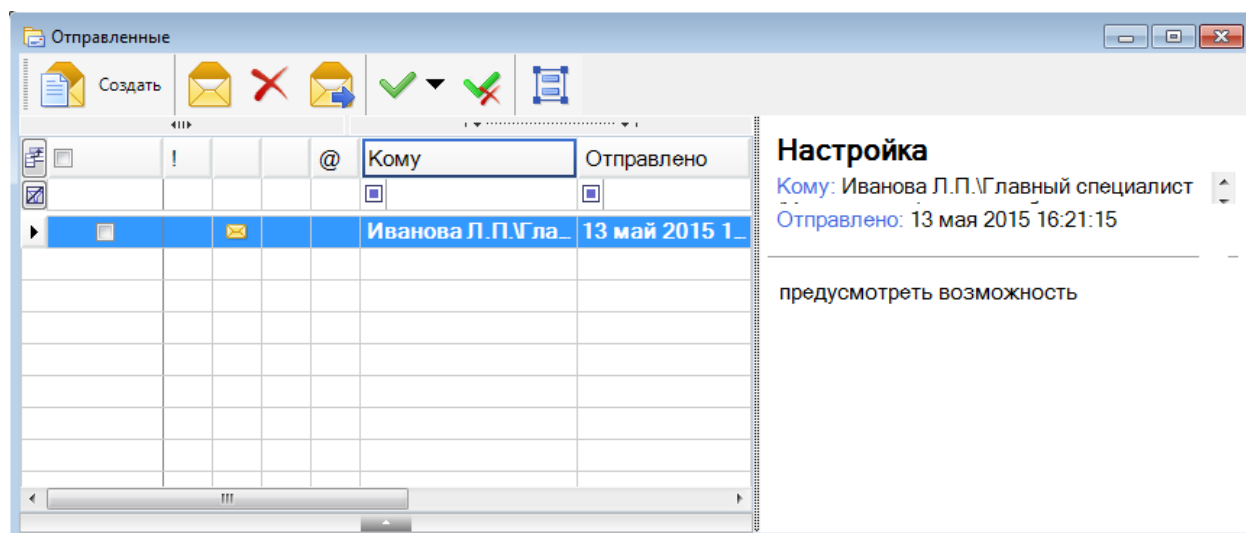 Отправленные
Создать
! @ Кому Отправлено
Иванова Л.П.\Гла... 13 май 2015 1...
Настройка
Кому: Иванова Л.П.\Главный специалист
Отправлено: 13 мая 2015 16:21:15
предусмотреть возможность